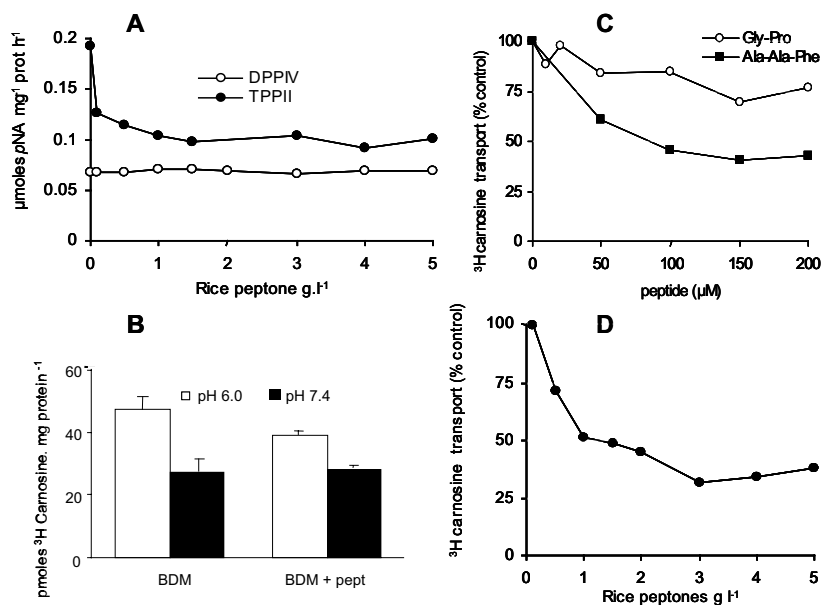 A
0.2
0.15
0.1
0.05
0
µmoles pNA mg⁻¹ prot h⁻¹
DPPIV
TPPII
0 1 2 3 4 5
Rice peptone g.l⁻¹
C
100
75
50
25
0
³H carnosine transport (% control)
Gly-Pro
Ala-Ala-Phe
0 50 100 150 200
peptide (µM)
B
60
40
20
0
pmoles ³H Carnosine. mg protein ⁻¹
pH 6.0 pH 7.4
BDM BDM + pept
D
100
75
50
25
0
³H carnosine transport (% control)
0 1 2 3 4 5
Rice peptones g l⁻¹